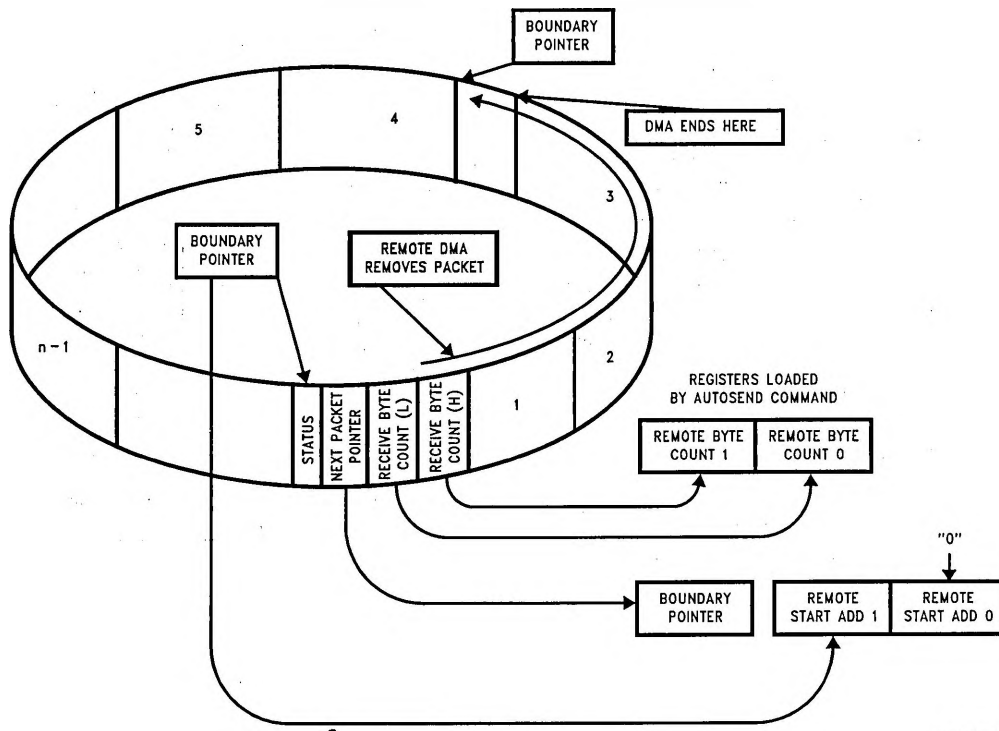 BOUNDARY
POINTER
DMA ENDS HERE
5
4
3
BOUNDARY
POINTER
REMOTE DMA
REMOVES PACKET
n-1
STATUS
NEXT PACKET
POINTER
RECEIVE BYTE
COUNT (L)
RECEIVE BYTE
COUNT (H)
1
2
REGISTERS LOADED
BY AUTOSEND COMMAND
REMOTE BYTE
COUNT 1
REMOTE BYTE
COUNT 0
"0"
BOUNDARY
POINTER
REMOTE
START ADD 1
REMOTE
START ADD 0